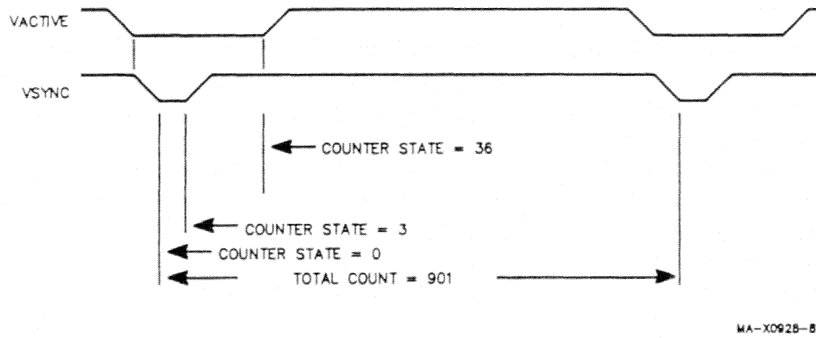 VACTIVE
VSYNC
COUNTER STATE = 36
COUNTER STATE = 3
COUNTER STATE = 0
TOTAL COUNT = 901
MA-X0928-8